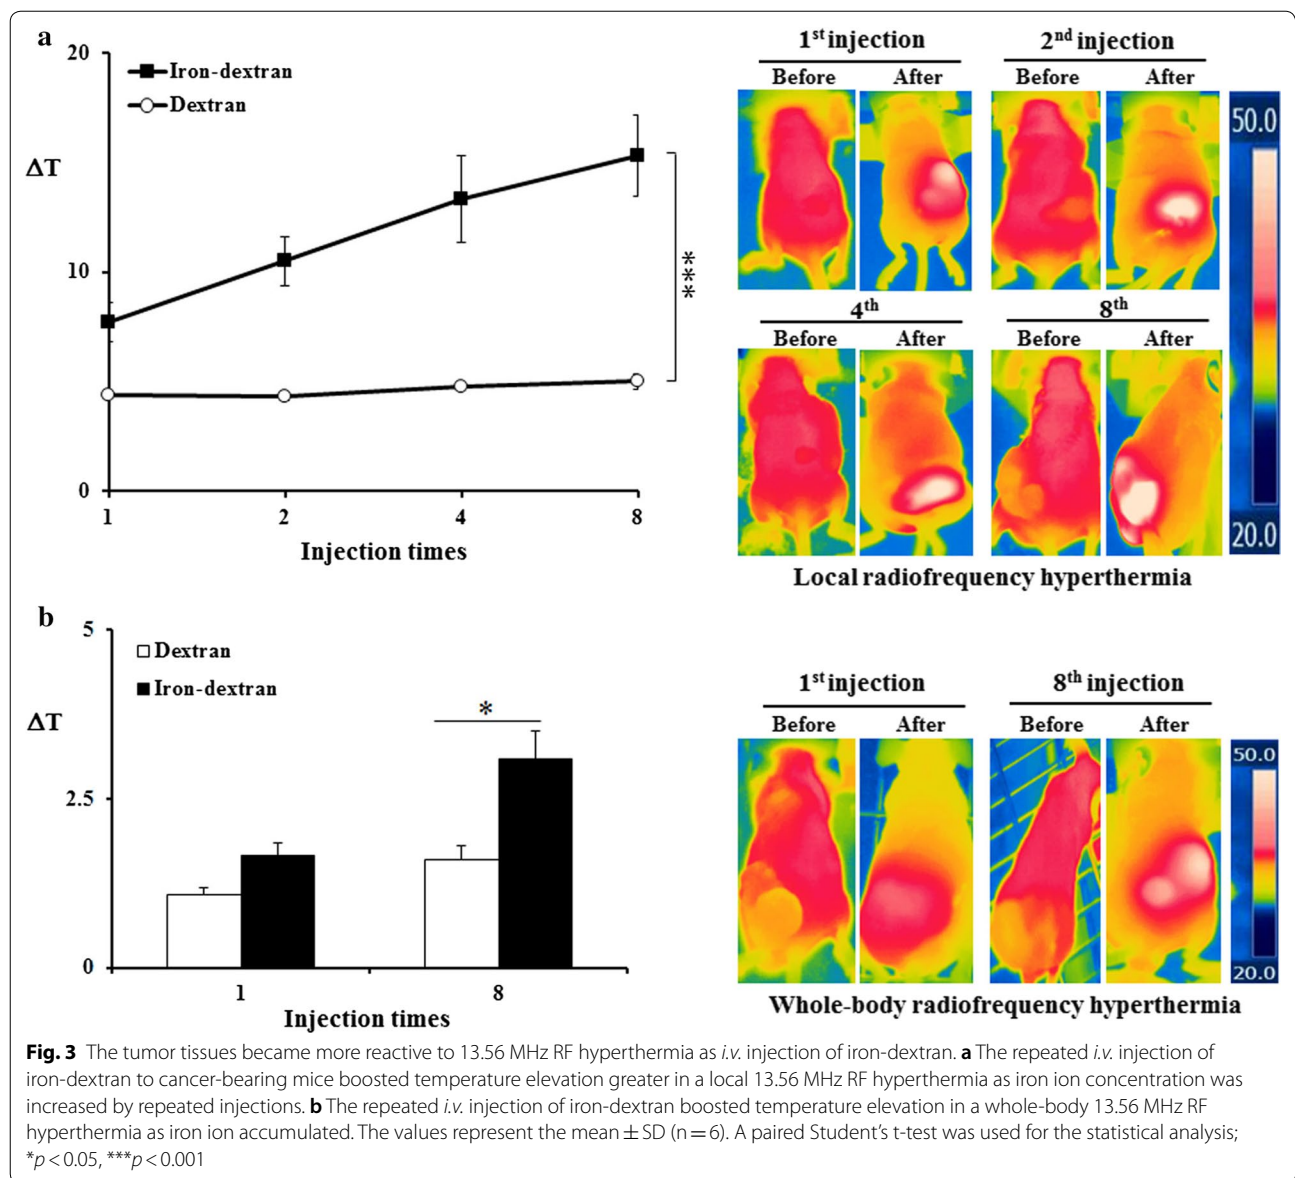 a
20
Iron-dextran
Dextran
ΔT
10
***
0
1 2 4 8
Injection times
1st injection 2nd injection
Before After Before After
50.0
4th 8th
Before After Before After
20.0
Local radiofrequency hyperthermia
b
5
Dextran
Iron-dextran
ΔT
*
2.5
0
1 8
Injection times
1st injection 8th injection
Before After Before After
50.0
20.0
Whole-body radiofrequency hyperthermia
Fig. 3 The tumor tissues became more reactive to 13.56 MHz RF hyperthermia as i.v. injection of iron-dextran. a The repeated i.v. injection of
iron-dextran to cancer-bearing mice boosted temperature elevation greater in a local 13.56 MHz RF hyperthermia as iron ion concentration was
increased by repeated injections. b The repeated i.v. injection of iron-dextran boosted temperature elevation in a whole-body 13.56 MHz RF
hyperthermia as iron ion accumulated. The values represent the mean ± SD (n = 6). A paired Student's t-test was used for the statistical analysis;
*p < 0.05, ***p < 0.001